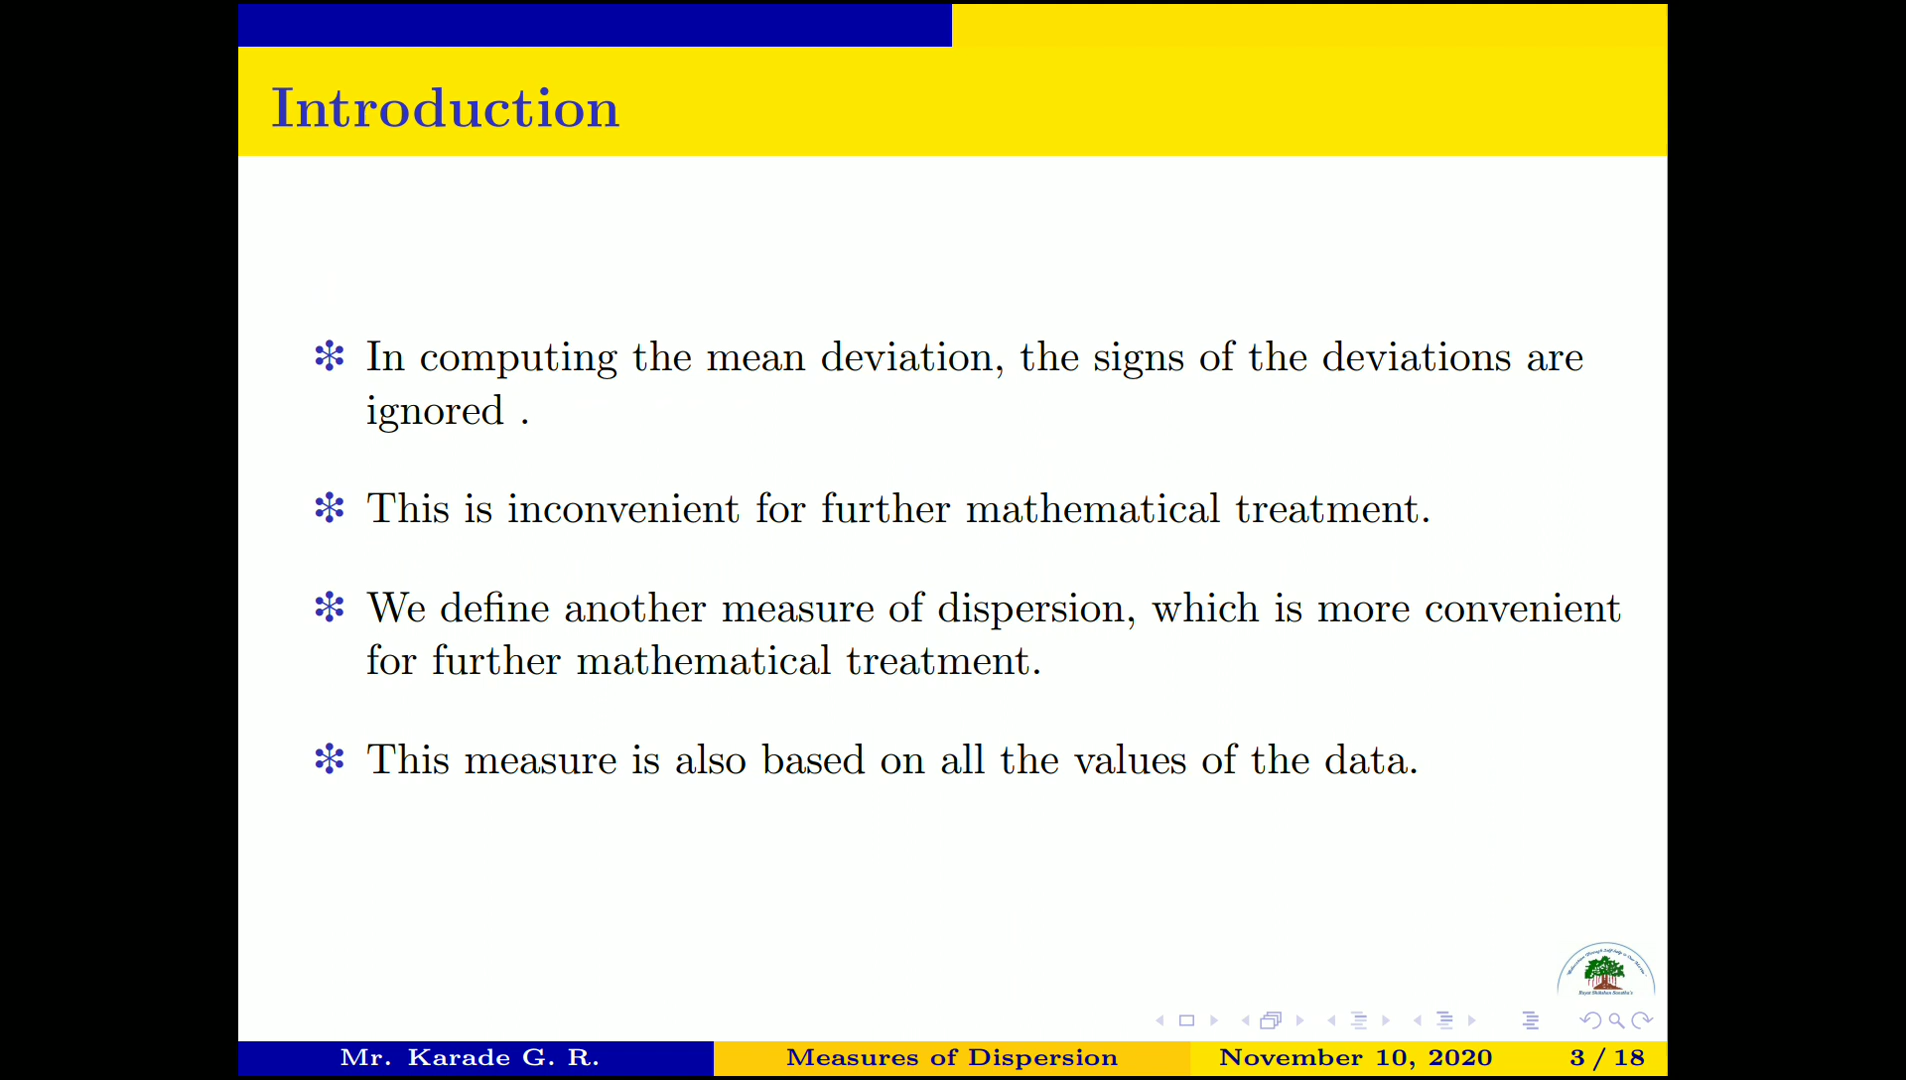 Introduction
In computing the mean deviation, the signs of the deviations are
ignored .
This is inconvenient for further mathematical treatment.
We define another measure of dispersion, which is more convenient
for further mathematical treatment.
This measure is also based on all the values of the data.
Mr. Karade G. R.
Measures of Dispersion
November 10, 2020
3 / 18